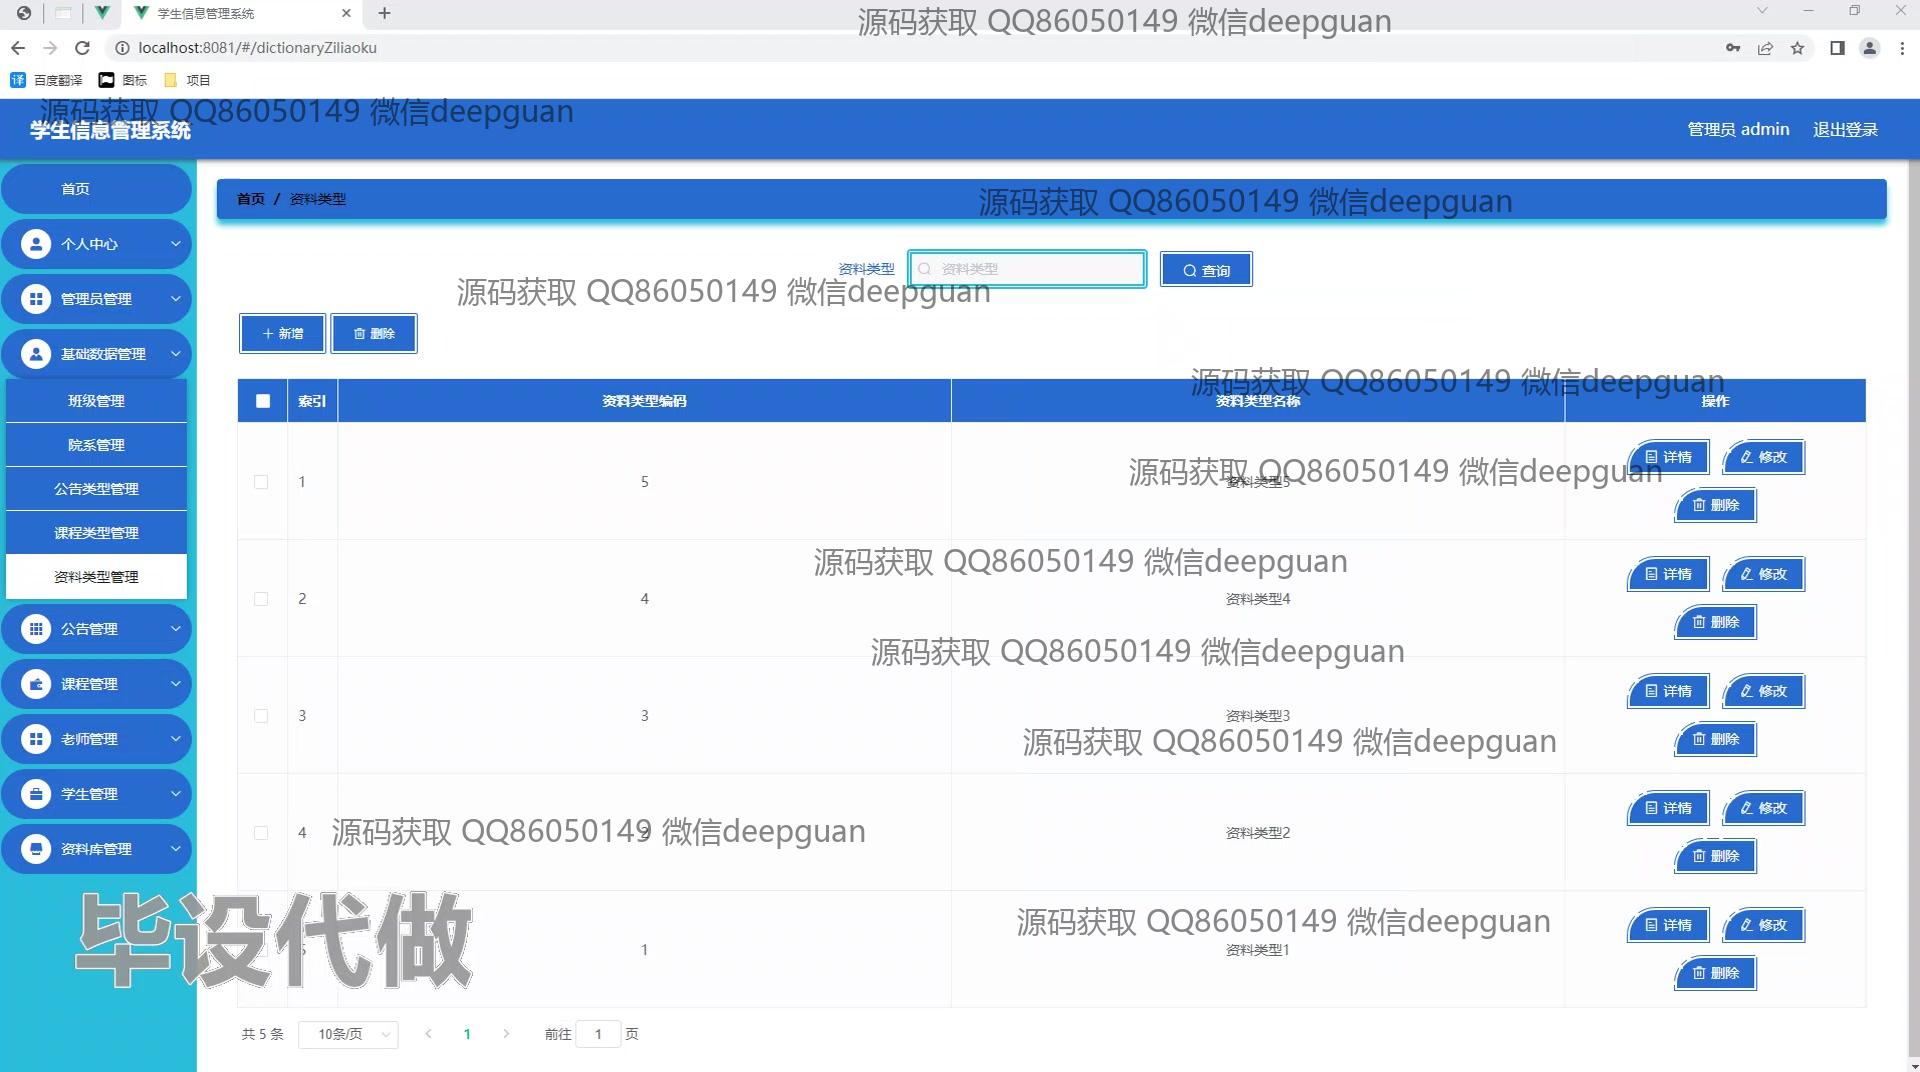 学生信息管理系统
源码获取 QQ86050149 微信deepguan
localhost:8081/#/dictionaryZiliaoku
译 百度翻译 图标 项目
源码获取 QQ86050149 微信deepguan
学生信息管理系统
管理员 admin 退出登录
首页
个人中心
管理员管理
基础数据管理
班级管理
院系管理
公告类型管理
课程类型管理
资料类型管理
公告管理
课程管理
老师管理
学生管理
资料库管理
首页 / 资料类型
源码获取 QQ86050149 微信deepguan
资料类型 资料类型 查询
源码获取 QQ86050149 微信deepguan
新增 删除
源码获取 QQ86050149 微信deepguan
索引 资料类型编码 资料类型名称 操作
源码获取 QQ86050149 微信deepguan
1 5 资料类型5 详情 修改
删除
源码获取 QQ86050149 微信deepguan
2 4 资料类型4 详情 修改
删除
源码获取 QQ86050149 微信deepguan
3 3 资料类型3 详情 修改
删除
源码获取 QQ86050149 微信deepguan
4 2 资料类型2 详情 修改
删除
源码获取 QQ86050149 微信deepguan
毕设代做
源码获取 QQ86050149 微信deepguan
5 1 资料类型1 详情 修改
删除
共 5 条 10条/页 1 前往 1 页